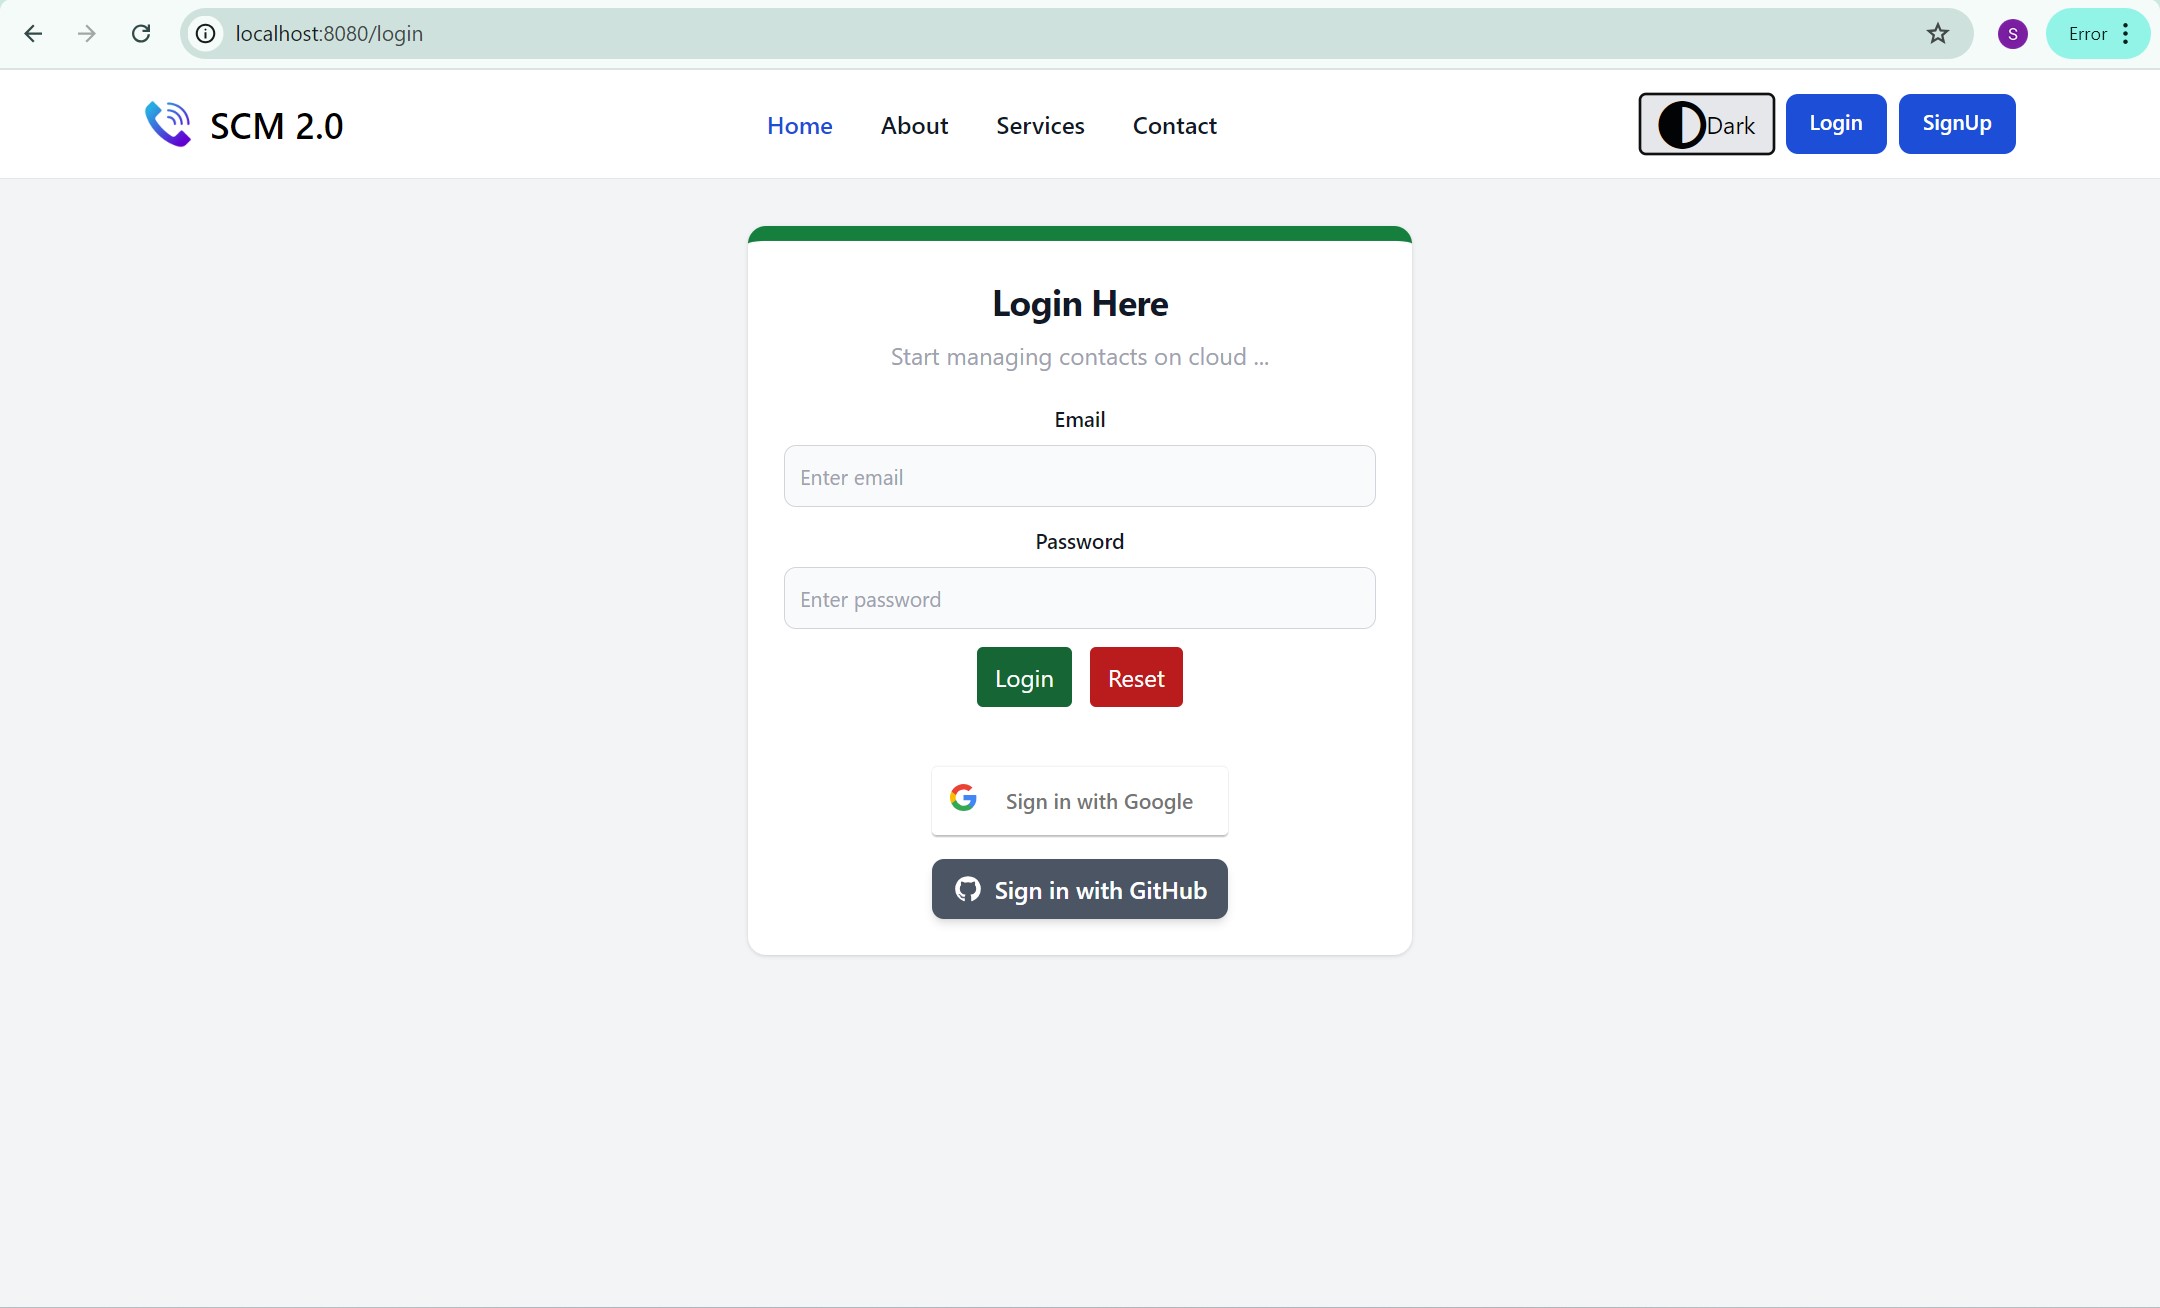 localhost:8080/login
S
Error
SCM 2.0
Home
About
Services
Contact
Dark
Login
SignUp
Login Here
Start managing contacts on cloud ...
Email
Enter email
Password
Enter password
Login
Reset
Sign in with Google
Sign in with GitHub